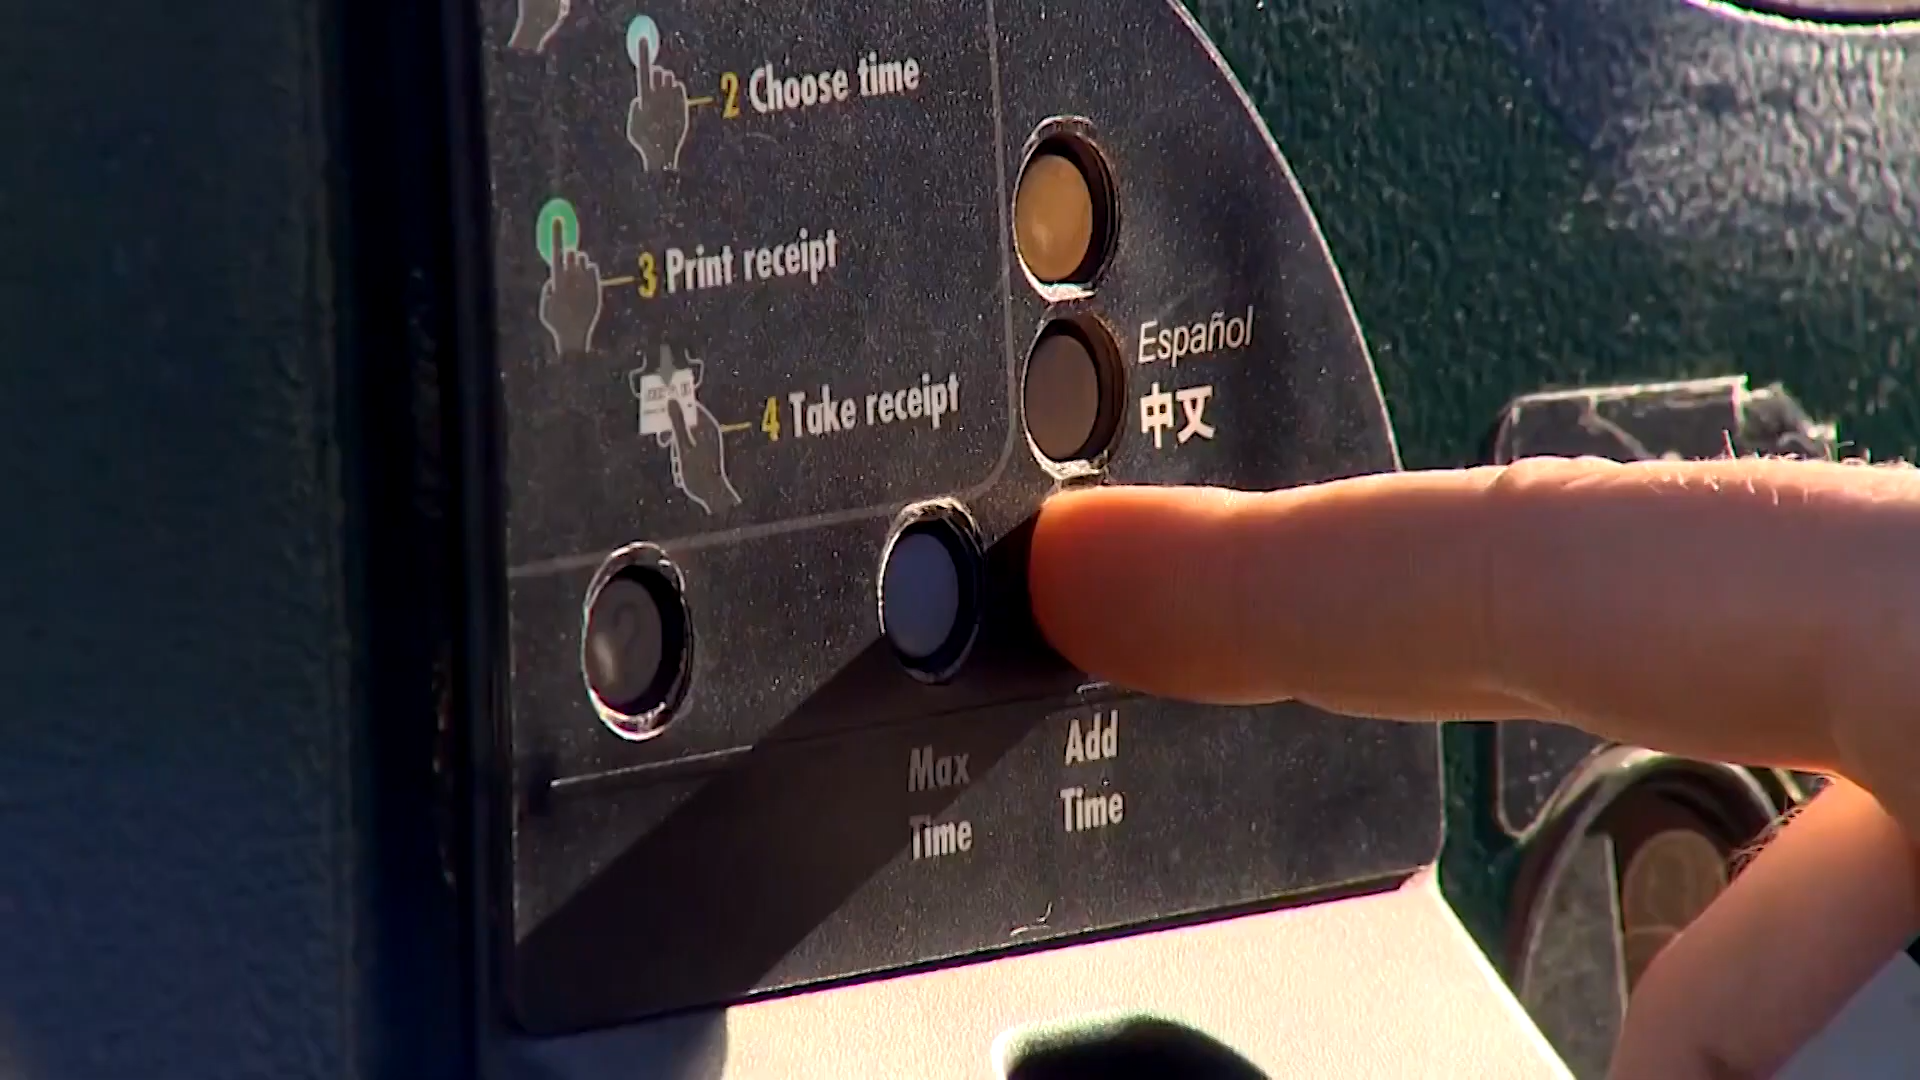 2 Choose time
3 Print receipt
Español
中文
4 Take receipt
?
Max
Time
Add
Time